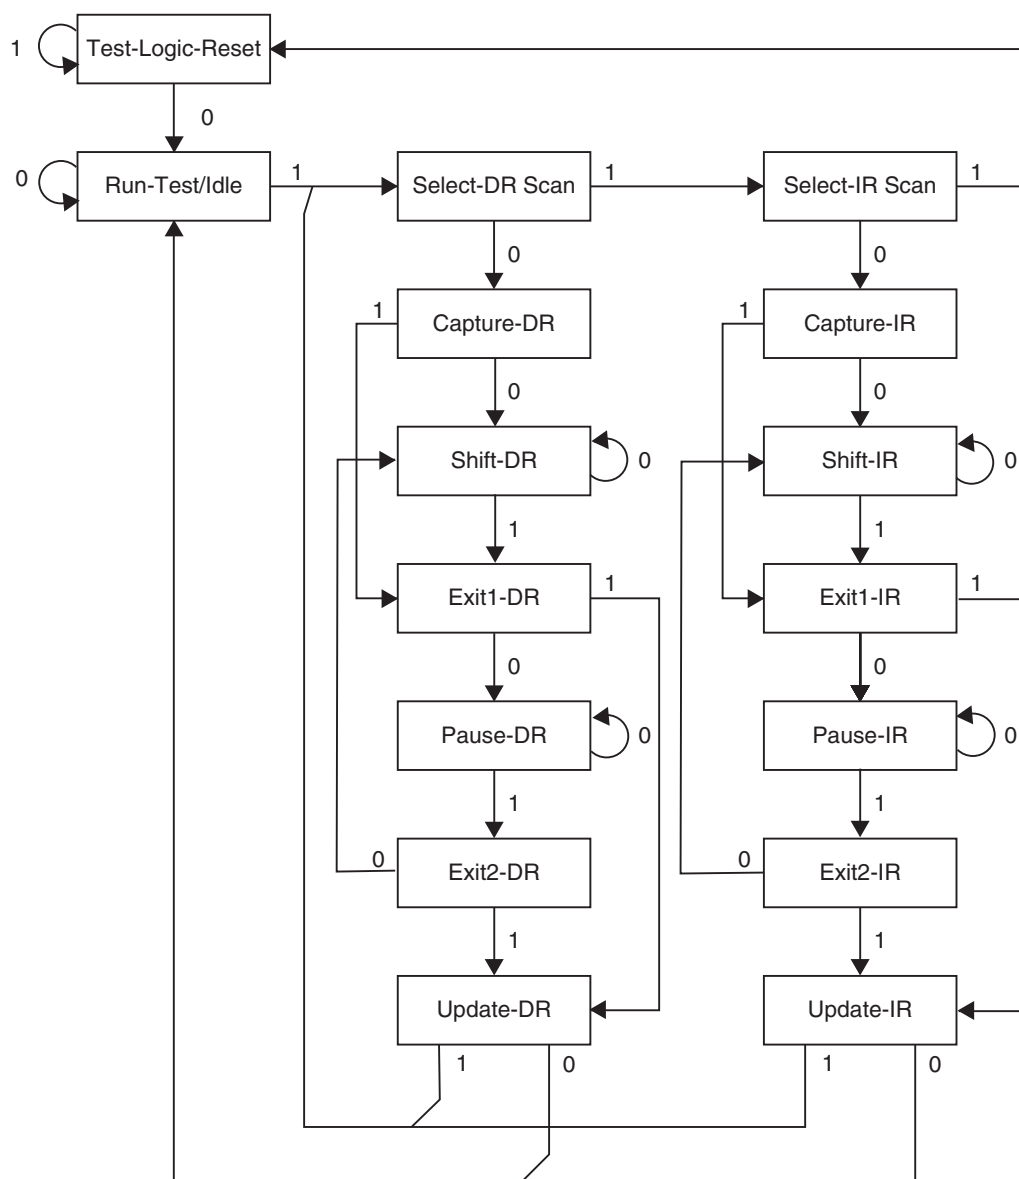 1 Test-Logic-Reset
0
0 Run-Test/Idle 1 Select-DR Scan 1 Select-IR Scan 1
0 0
1 Capture-DR 1 Capture-IR
0 0
Shift-DR 0 Shift-IR 0
1 1
Exit1-DR 1 Exit1-IR 1
0 0
Pause-DR 0 Pause-IR 0
1 1
0 Exit2-DR 0 Exit2-IR
1 1
Update-DR Update-IR
1 0 1 0